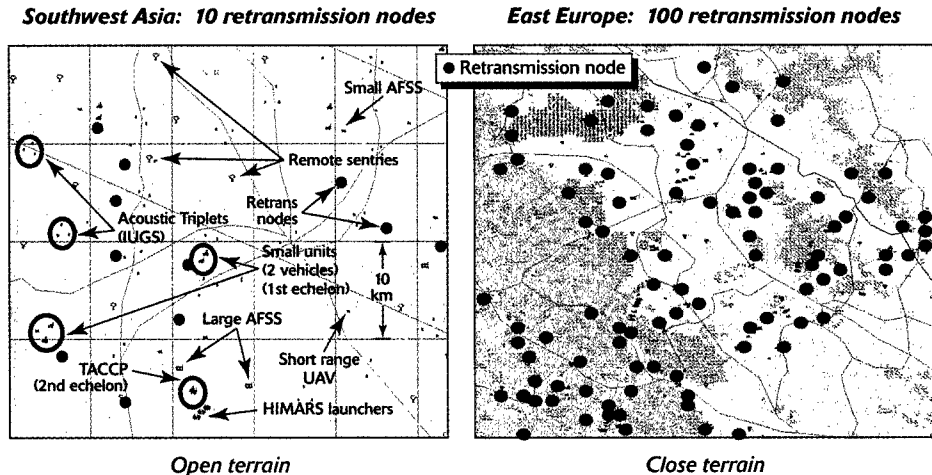 Southwest Asia: 10 retransmission nodes
East Europe: 100 retransmission nodes
Retransmission node
Small AFSS
Remote sentries
Retrans
nodes
Acoustic Triplets
(IUGS)
Small units
(2 vehicles)
(1st echelon)
10
km
Large AFSS
TACCP
(2nd echelon)
Short range
UAV
HIMARS launchers
Open terrain
Close terrain